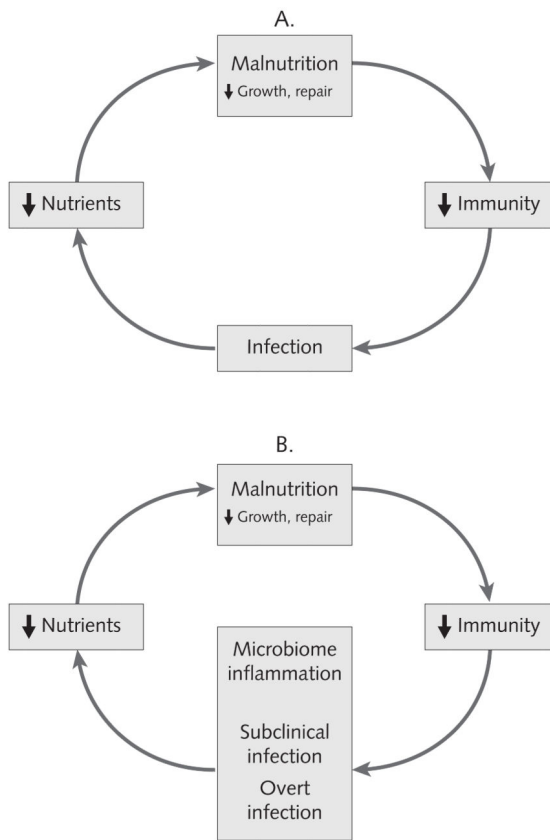 A.
Malnutrition
Growth, repair
Nutrients
Immunity
Infection
B.
Malnutrition
Growth, repair
Nutrients
Immunity
Microbiome
inflammation
Subclinical
infection
Overt
infection